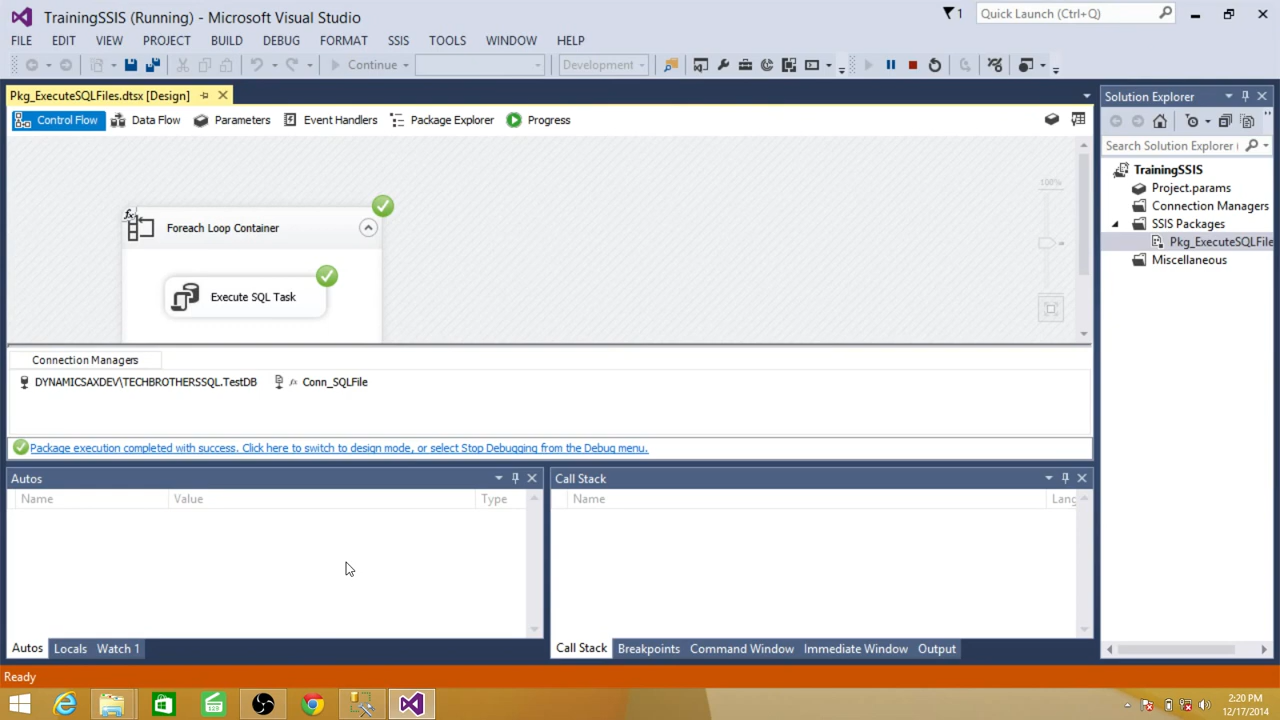 TrainingSSIS (Running) - Microsoft Visual Studio
1
Quick Launch (Ctrl+Q)
FILE EDIT VIEW PROJECT BUILD DEBUG FORMAT SSIS TOOLS WINDOW HELP
Continue
Development
Pkg_ExecuteSQLFiles.dtsx [Design]
Solution Explorer
Control Flow Data Flow Parameters Event Handlers Package Explorer Progress
Search Solution Explorer (
TrainingSSIS
Project.params
Connection Managers
SSIS Packages
Pkg_ExecuteSQLFile
Miscellaneous
100%
fx
Foreach Loop Container
Execute SQL Task
Connection Managers
DYNAMICSAXDEV\TECHBROTHERSSQL.TestDB
fx Conn_SQLFile
Package execution completed with success. Click here to switch to design mode, or select Stop Debugging from the Debug menu.
Autos
Name Value Type
Call Stack
Name Lang
Autos Locals Watch 1
Call Stack Breakpoints Command Window Immediate Window Output
Ready
2:20 PM
12/17/2014